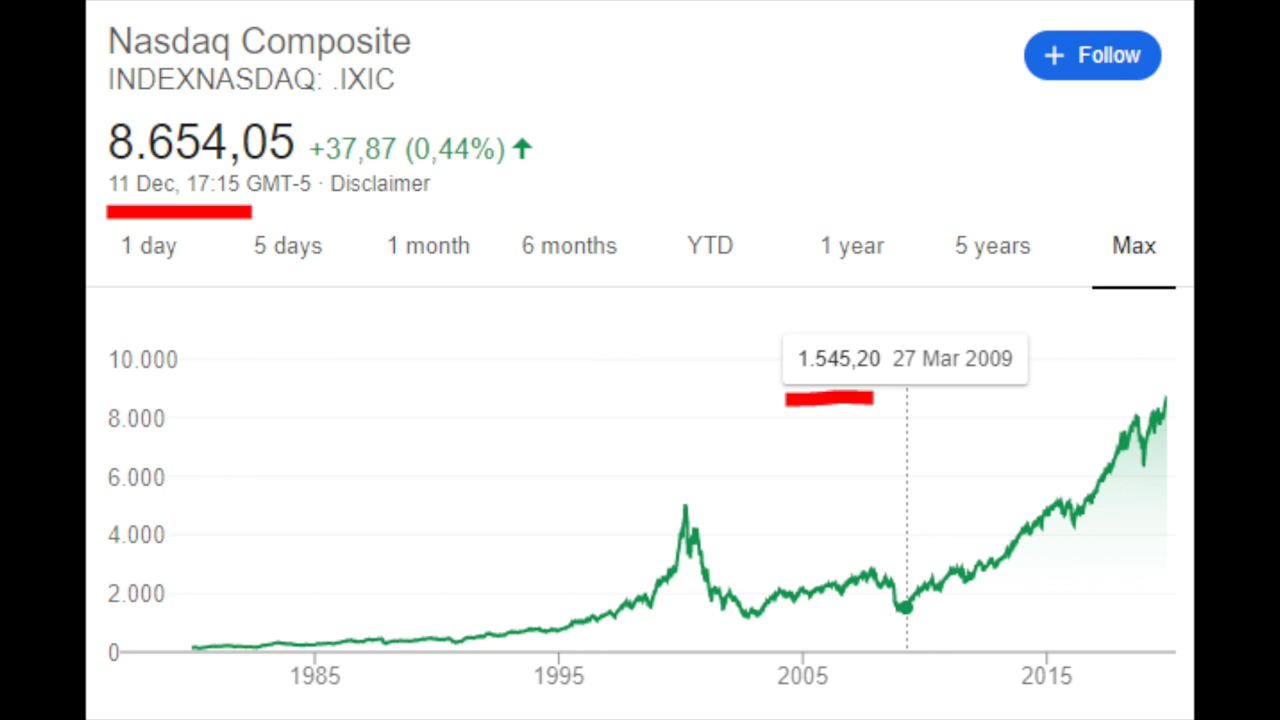 Nasdaq Composite
INDEXNASDAQ: .IXIC
+ Follow
8.654,05 +37,87 (0,44%)
11 Dec, 17:15 GMT-5 · Disclaimer
1 day 5 days 1 month 6 months YTD 1 year 5 years Max
1.545,20 27 Mar 2009
10.000
8.000
6.000
4.000
2.000
0
1985 1995 2005 2015